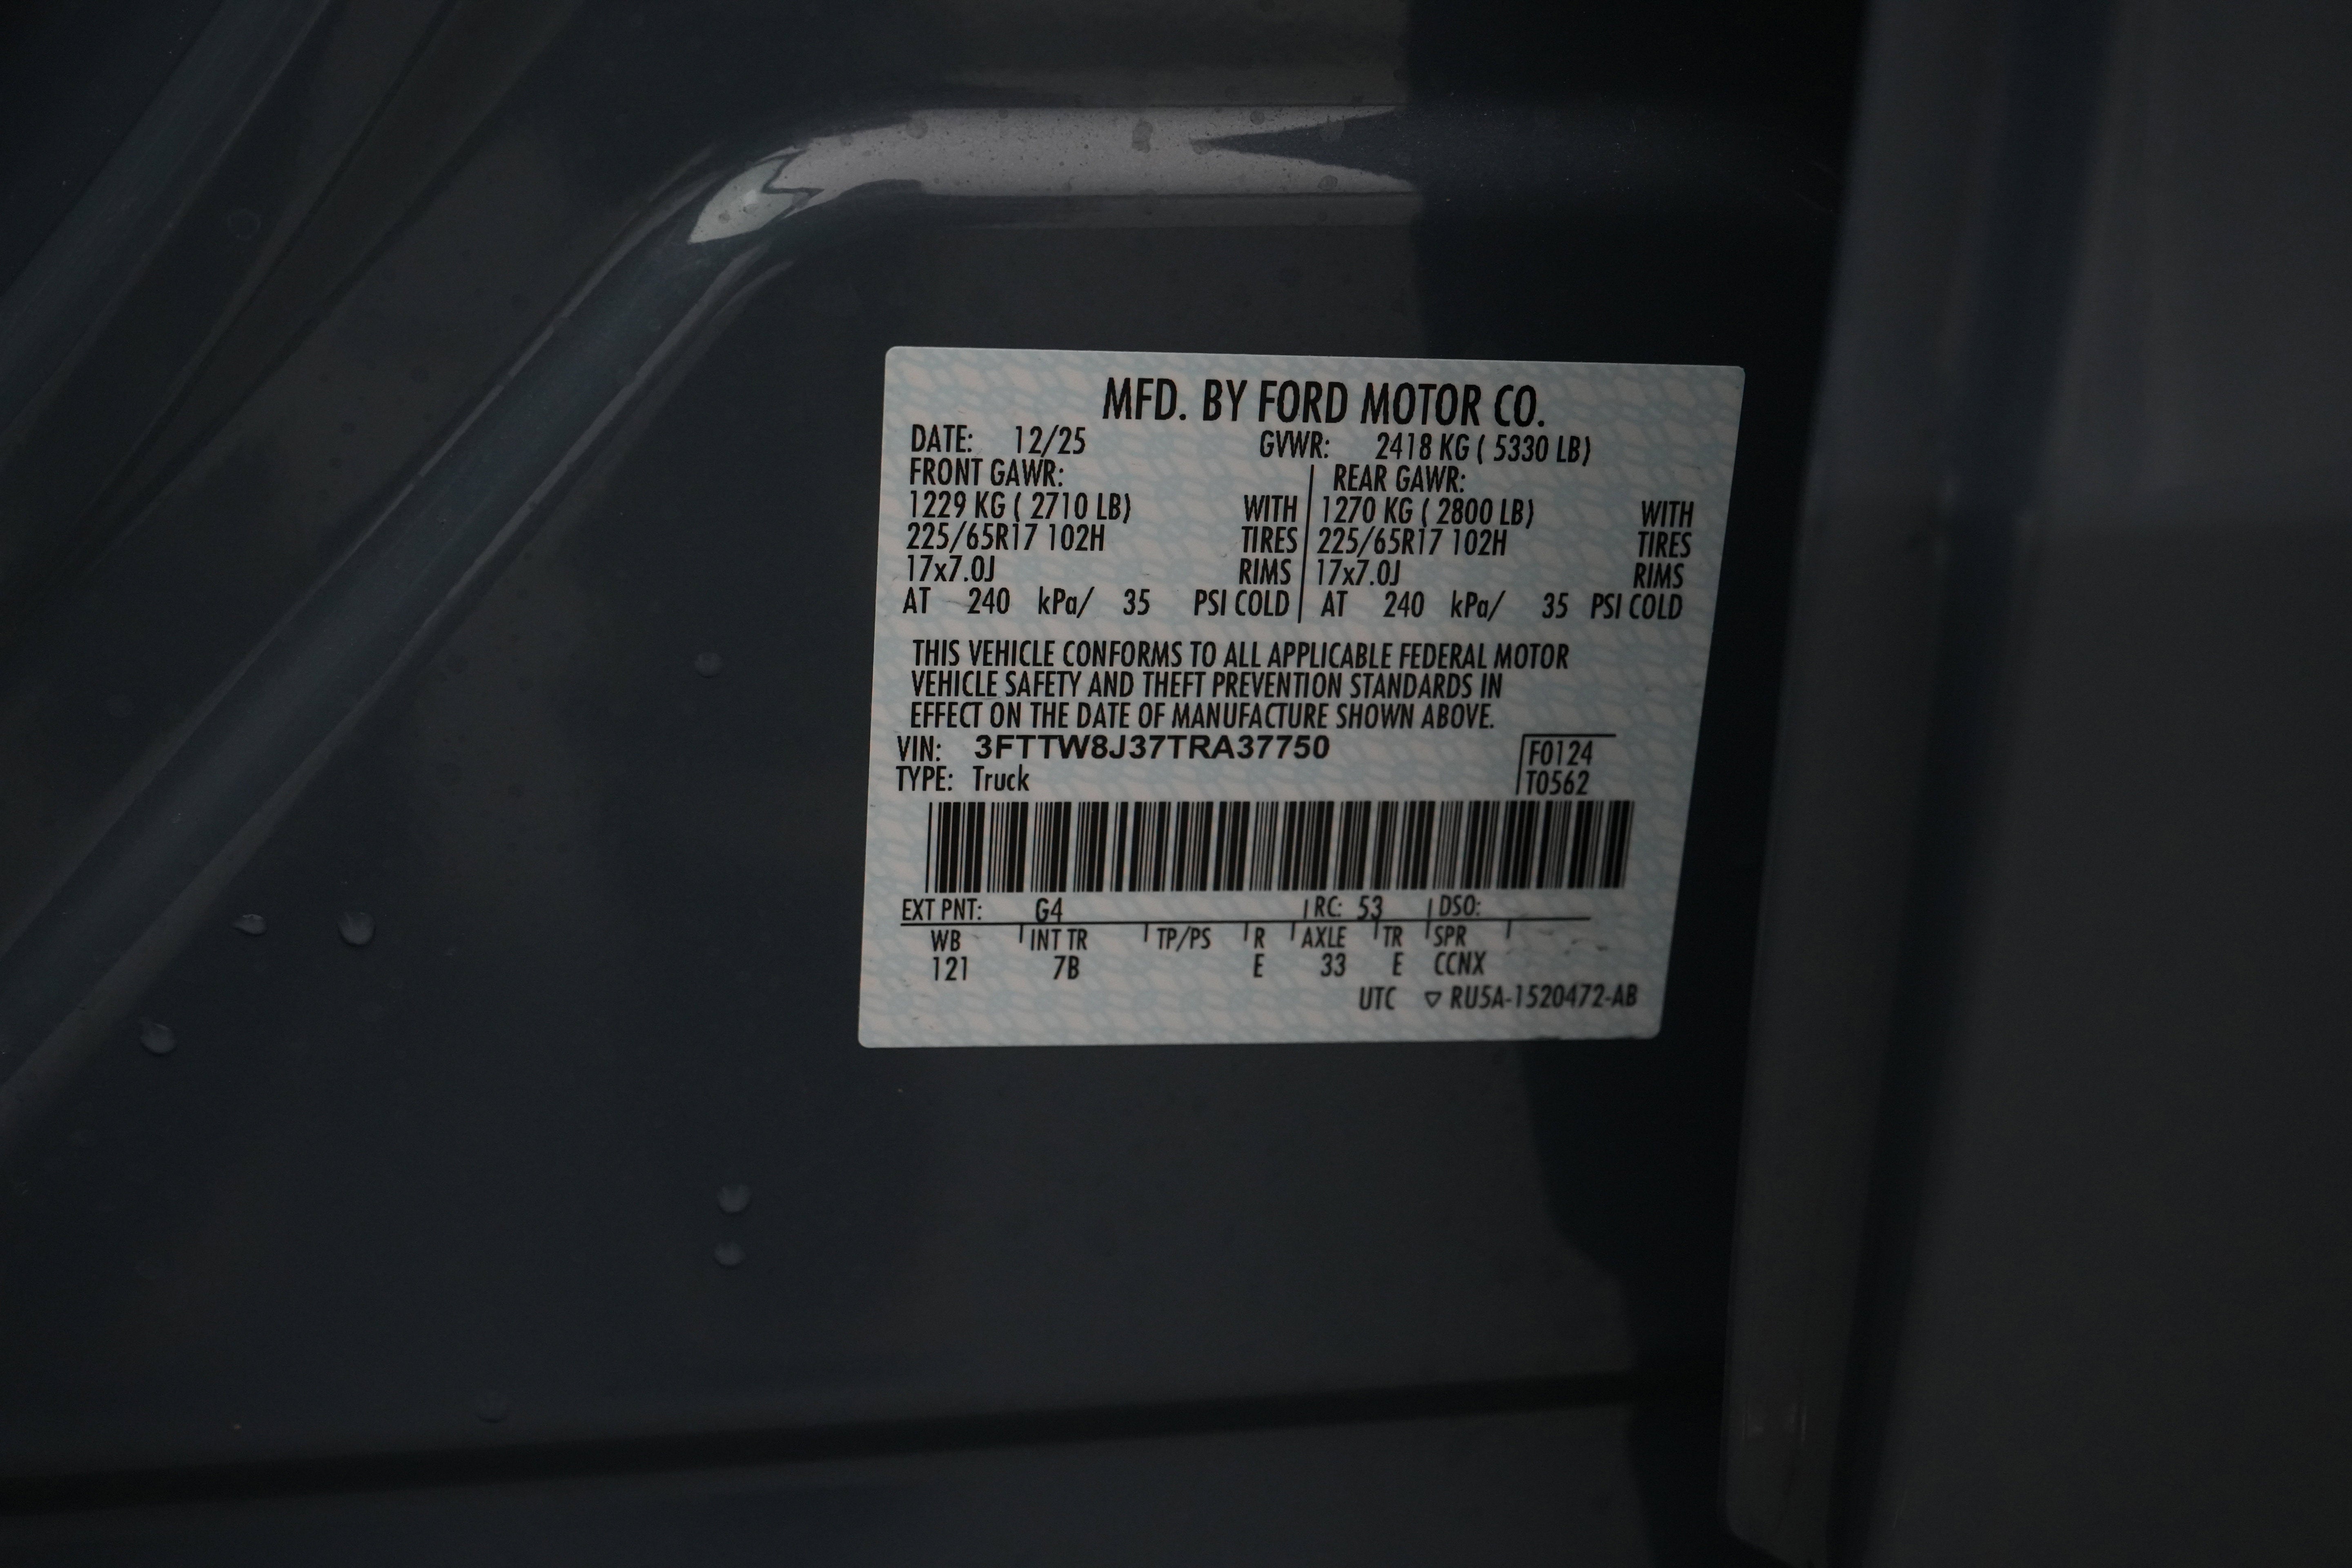 MFD. BY FORD MOTOR CO.
DATE: 12/25 GVWR: 2418 KG ( 5330 LB)
FRONT GAWR: REAR GAWR:
1229 KG ( 2710 LB) WITH 1270 KG ( 2800 LB) WITH
225/65R17 102H TIRES 225/65R17 102H TIRES
17x7.0J RIMS 17x7.0J RIMS
AT 240 kPa/ 35 PSI COLD AT 240 kPa/ 35 PSI COLD
THIS VEHICLE CONFORMS TO ALL APPLICABLE FEDERAL MOTOR
VEHICLE SAFETY AND THEFT PREVENTION STANDARDS IN
EFFECT ON THE DATE OF MANUFACTURE SHOWN ABOVE.
VIN: 3FTTW8J37TRA37750 F0124
TYPE: Truck T0562
EXT PNT: G4 RC: 53 DSO:
WB INT TR TP/PS R AXLE TR SPR
121 7B E 33 E CCNX
UTC ▽ RU5A-1520472-AB